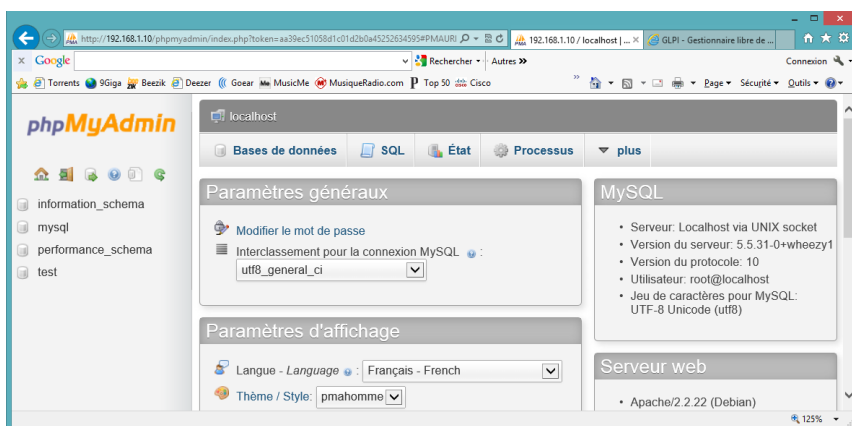 http://192.168.1.10/phpmyadmin/index.php?token=aa39ec51058d1c01d2b0a45252634595#PMAURL
192.168.1.10 / localhost | ...
GLPI - Gestionnaire libre de ...
Google
Rechercher
Autres »
Connexion
Torrents
9Giga
Beezik
Deezer
Goear
MusicMe
MusiqueRadio.com
Top 50
Cisco
»
Page
Sécurité
Outils
phpMyAdmin
information_schema
mysql
performance_schema
test
localhost
Bases de données
SQL
État
Processus
plus
Paramètres généraux
Modifier le mot de passe
Interclassement pour la connexion MySQL :
utf8_general_ci
Paramètres d'affichage
Langue - Language : Français - French
Thème / Style: pmahomme
MySQL
• Serveur: Localhost via UNIX
socket
• Version du serveur: 5.5.31-0+wheezy1
• Version du protocole: 10
• Utilisateur: root@localhost
• Jeu de caractères pour MySQL:
UTF-8 Unicode (utf8)
Serveur web
• Apache/2.2.22 (Debian)
125%